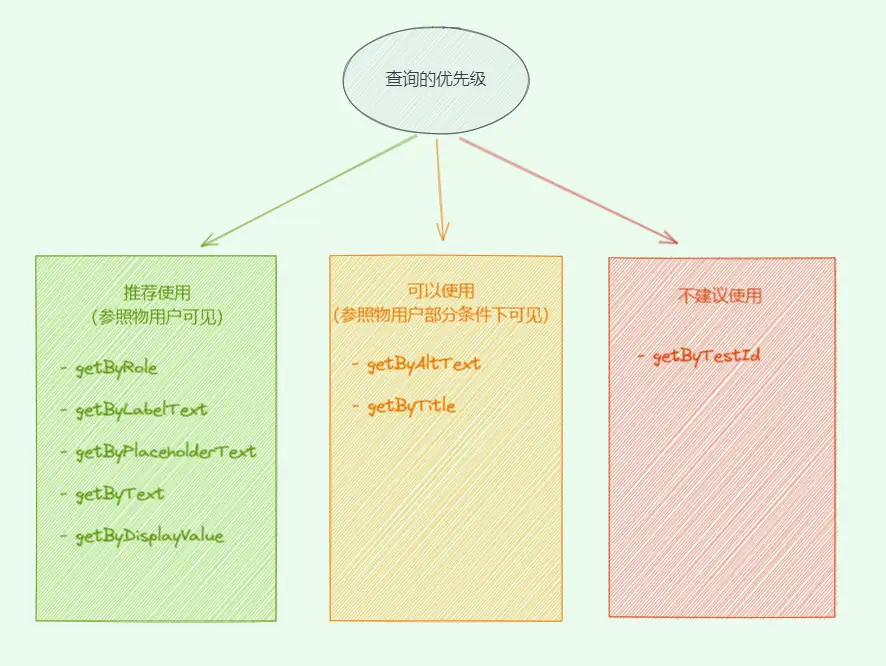 查询的优先级
推荐使用
（参照物用户可见）
- getByRole
- getByLabelText
- getByPlaceholderText
- getByText
- getByDisplayValue
可以使用
（参照物用户部分条件下可见）
- getByAltText
- getByTitle
不建议使用
- getByTestId